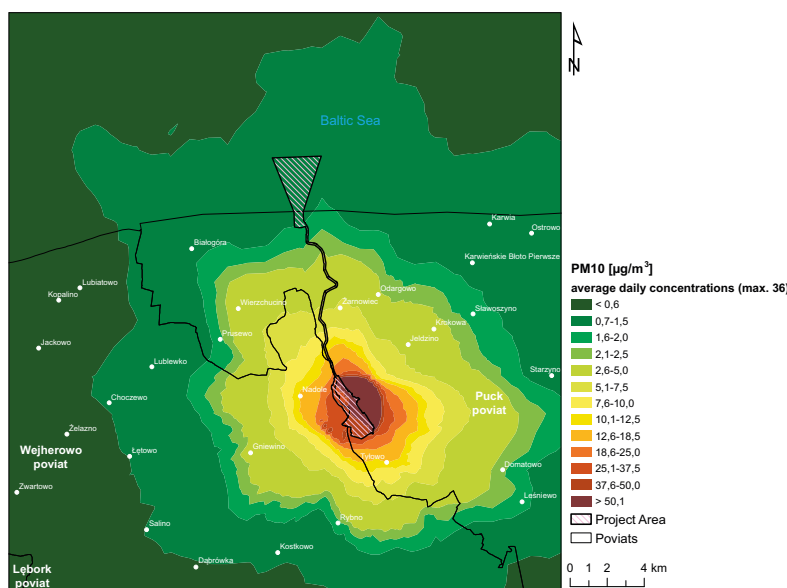 N
Baltic Sea
Karwia
Ostrowo
Białogóra
Karwieńskie Błoto Pierwsze
Lubiatowo
Kopalino
Odargowo
Wierzchucino
Żarnowiec
Sławoszyno
Krokowa
Prusewo
Jeldzino
Jackowo
Lublewko
Starzyno
Nadole
Choczewo
Puck
poviat
Żelazno
Gniewino
Łętowo
Tyłowo
Wejherowo
poviat
Domatowo
Zwartowo
Leśniewo
Rybno
Salino
Kostkowo
Dąbrówka
Lębork
poviat
PM10 [µg/m³]
average daily concentrations (max. 36)
< 0,6
0,7-1,5
1,6-2,0
2,1-2,5
2,6-5,0
5,1-7,5
7,6-10,0
10,1-12,5
12,6-18,5
18,6-25,0
25,1-37,5
37,6-50,0
> 50,1
Project Area
Poviats
0 1 2 4 km